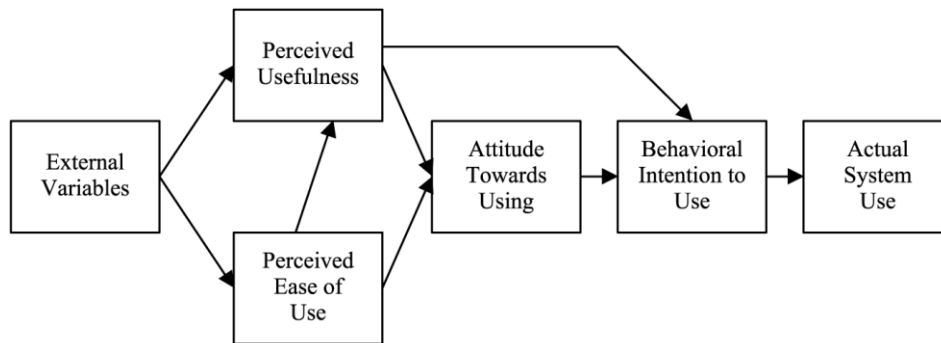 External
Variables
Perceived
Usefulness
Perceived
Ease of
Use
Attitude
Towards
Using
Behavioral
Intention to
Use
Actual
System
Use